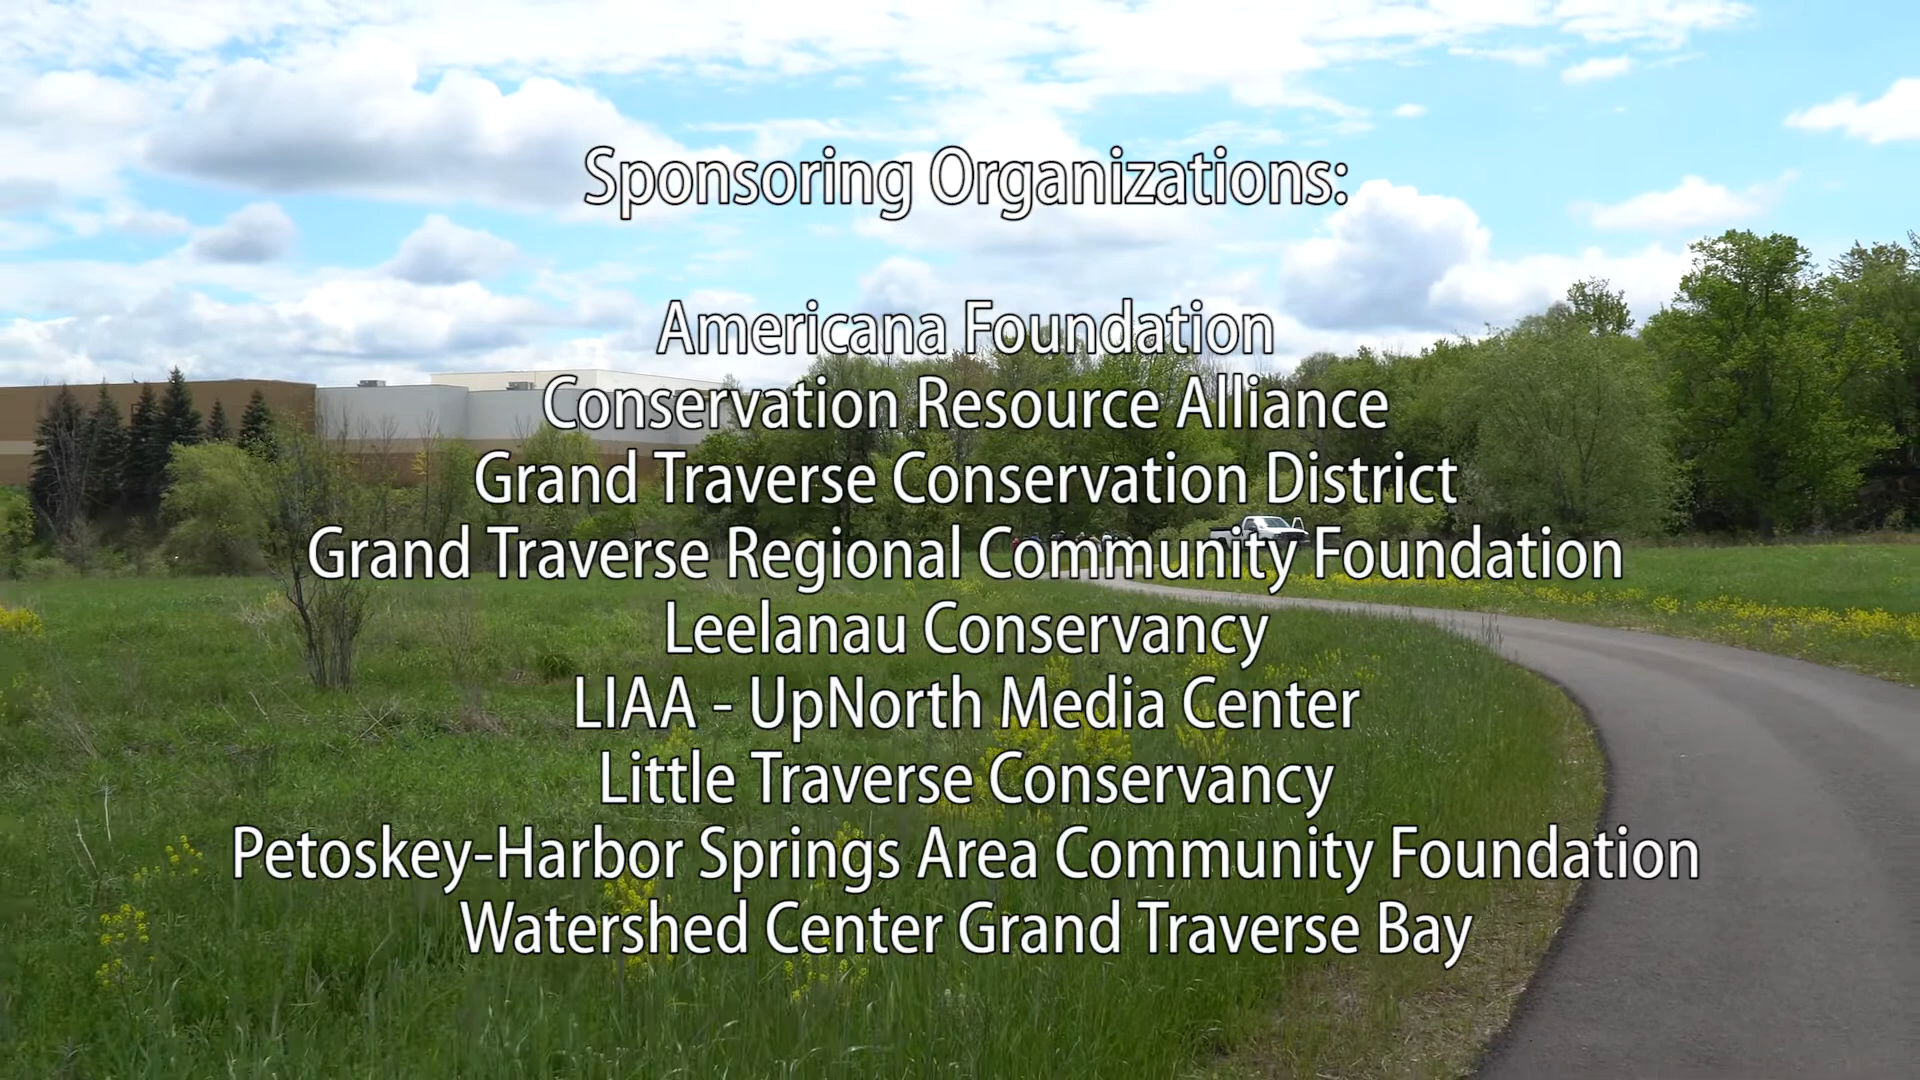 Sponsoring Organizations:
Americana Foundation
Conservation Resource Alliance
Grand Traverse Conservation District
Grand Traverse Regional Community Foundation
Leelanau Conservancy
LIAA - UpNorth Media Center
Little Traverse Conservancy
Petoskey-Harbor Springs Area Community Foundation
Watershed Center Grand Traverse Bay